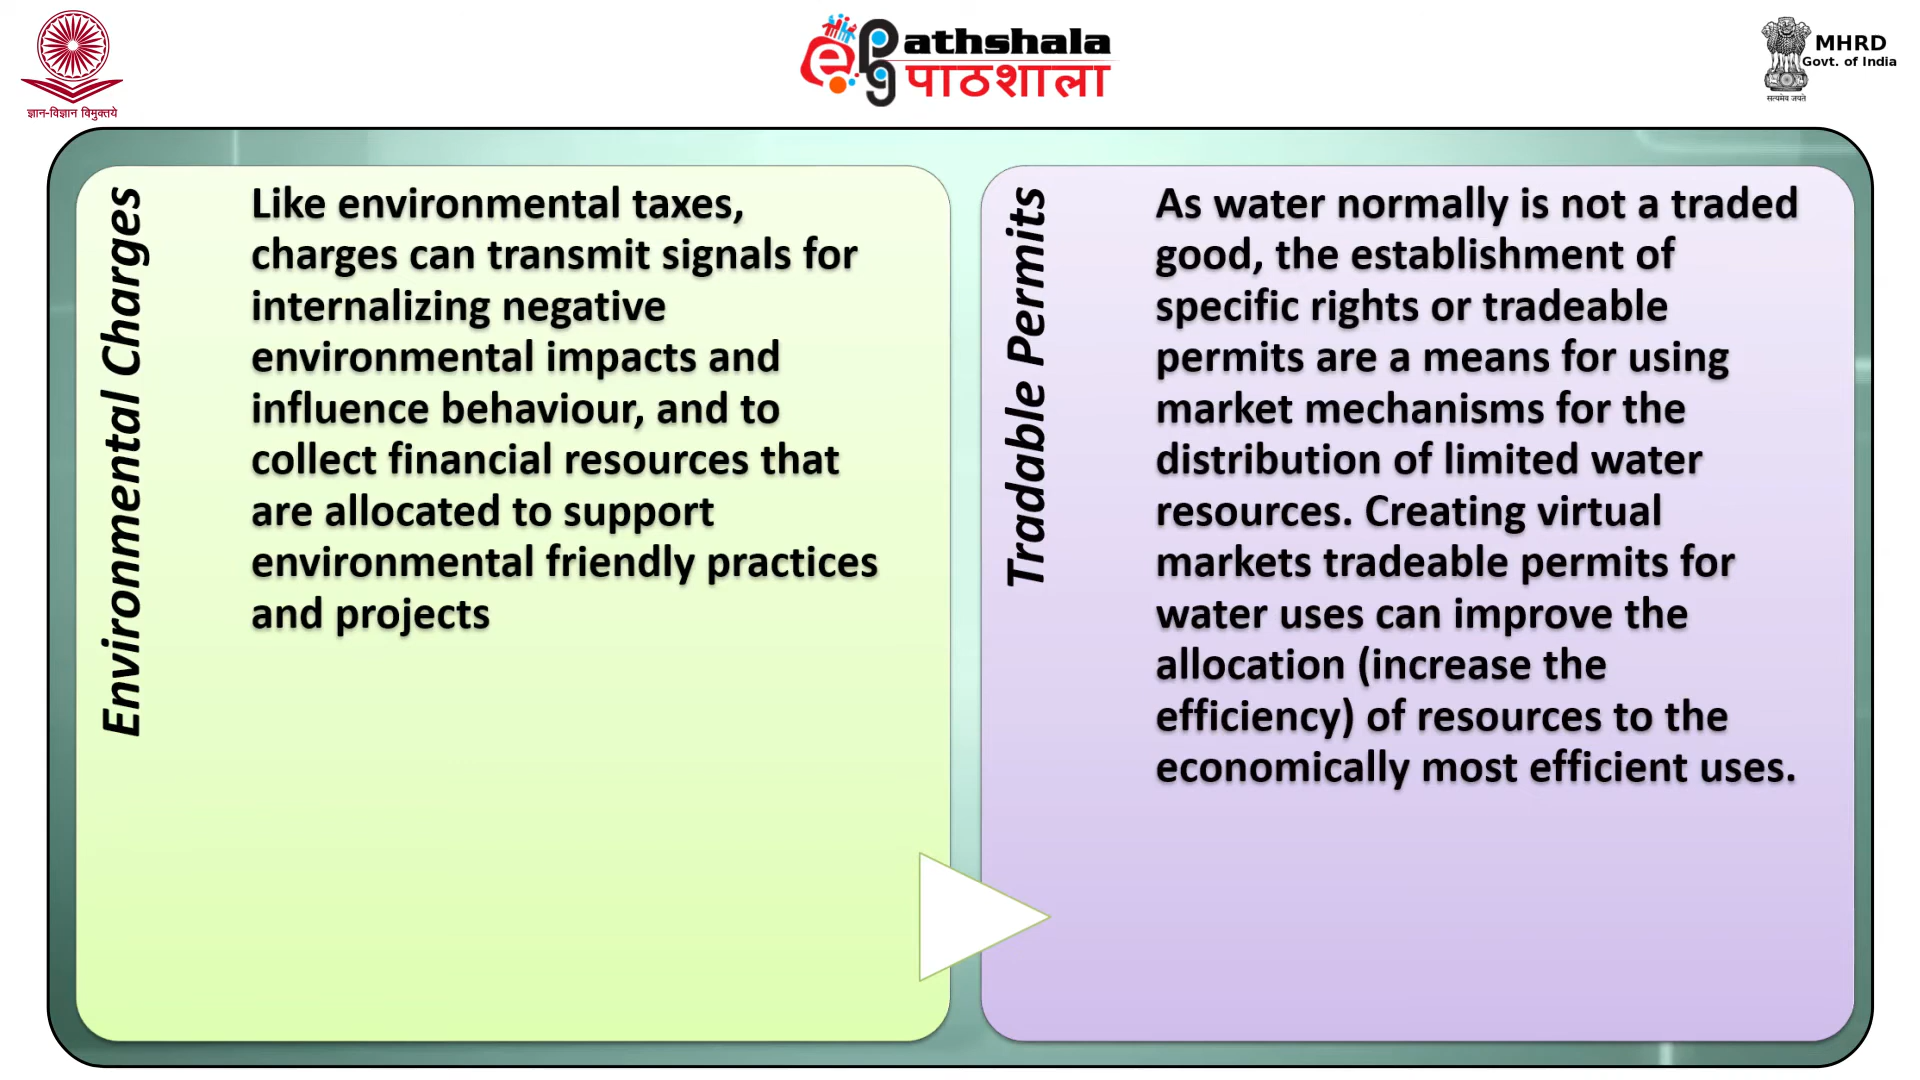 ज्ञान-विज्ञान विमुक्तये
ePG Pathshala
पाठशाला
MHRD
Govt. of India
सत्यमेव जयते
Environmental Charges
Like environmental taxes,
charges can transmit signals for
internalizing negative
environmental impacts and
influence behaviour, and to
collect financial resources that
are allocated to support
environmental friendly practices
and projects
Tradable Permits
As water normally is not a traded
good, the establishment of
specific rights or tradeable
permits are a means for using
market mechanisms for the
distribution of limited water
resources. Creating virtual
markets tradeable permits for
water uses can improve the
allocation (increase the
efficiency) of resources to the
economically most efficient uses.